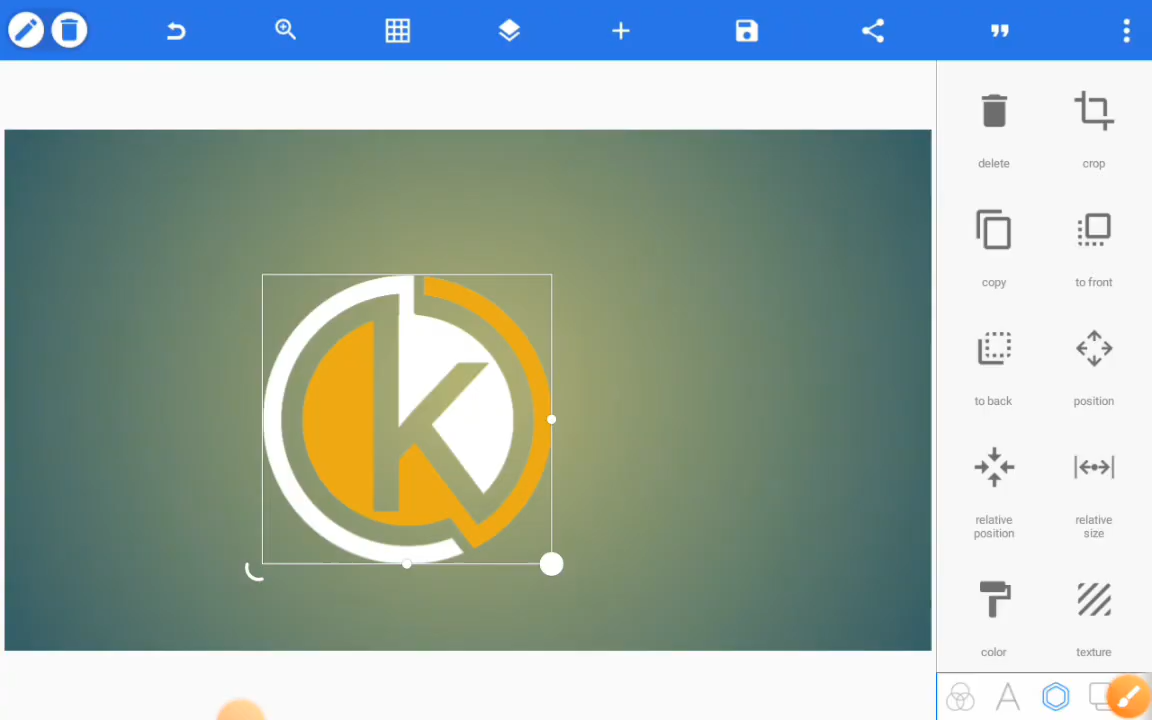 delete
crop
copy
to front
to back
position
relative
position
relative
size
color
texture
k
A